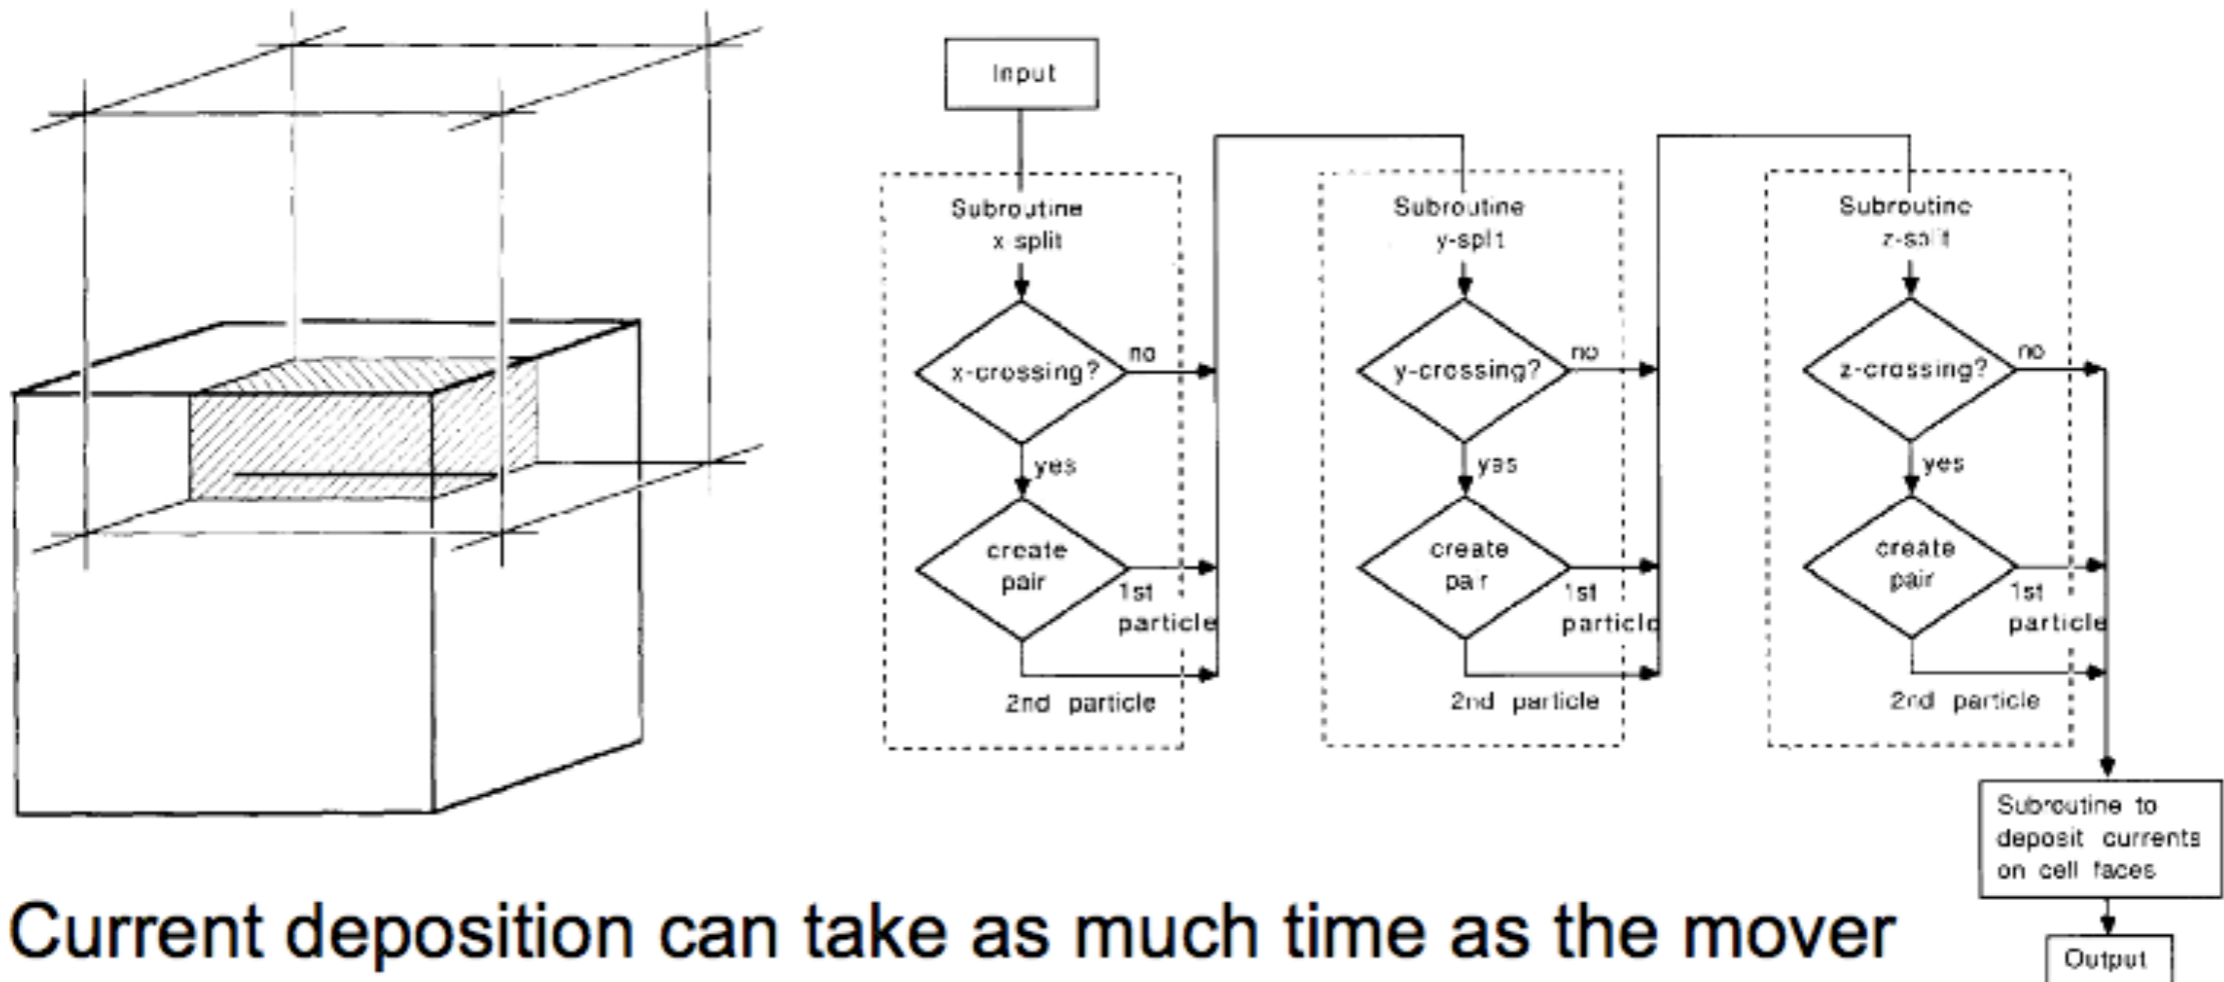 Input
Subroutine
x split
x-crossing?
no
yes
create
pair
1st
particle
2nd particle
Subroutine
y-split
y-crossing?
no
yes
create
pair
1st
particle
2nd particle
Subroutine
z-split
z-crossing?
no
yes
create
pair
1st
particle
2nd particle
Subroutine to
deposit currents
on cell faces
Output
Current deposition can take as much time as the mover